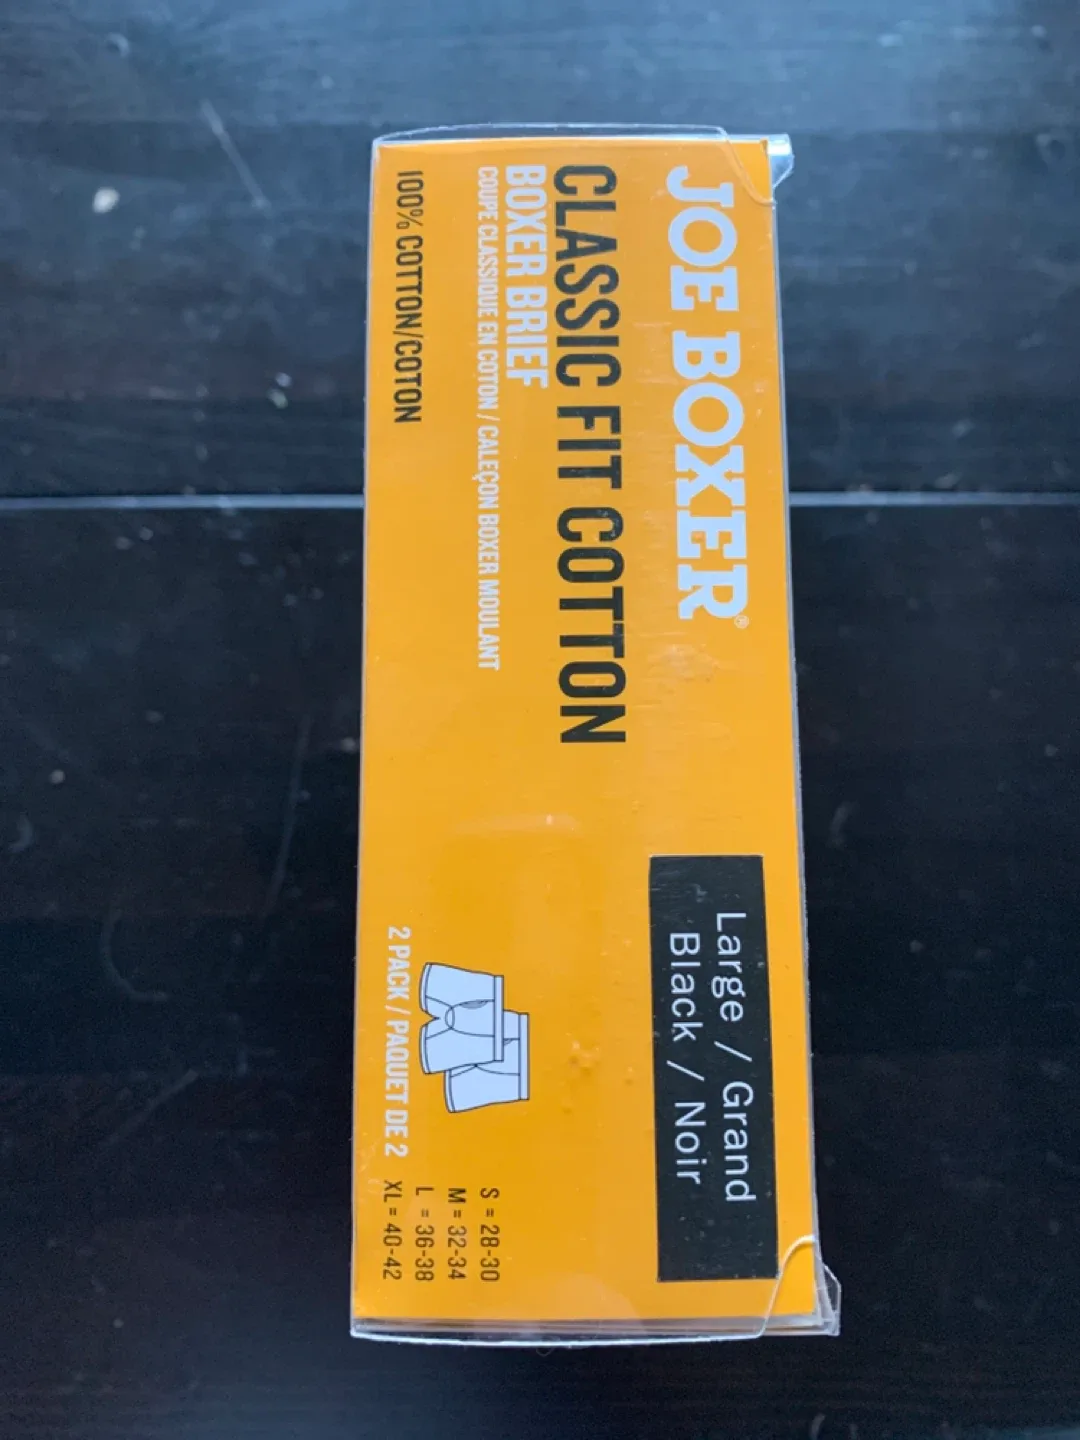 JOE BOXER®
CLASSIC FIT COTTON
BOXER BRIEF
COUPE CLASSIQUE EN COTON / CALEÇON BOXER MOULANT
100% COTTON/COTON
Large / Grand
Black / Noir
2 PACK / PAQUET DE 2
S = 28-30
M = 32-34
L = 36-38
XL = 40-42